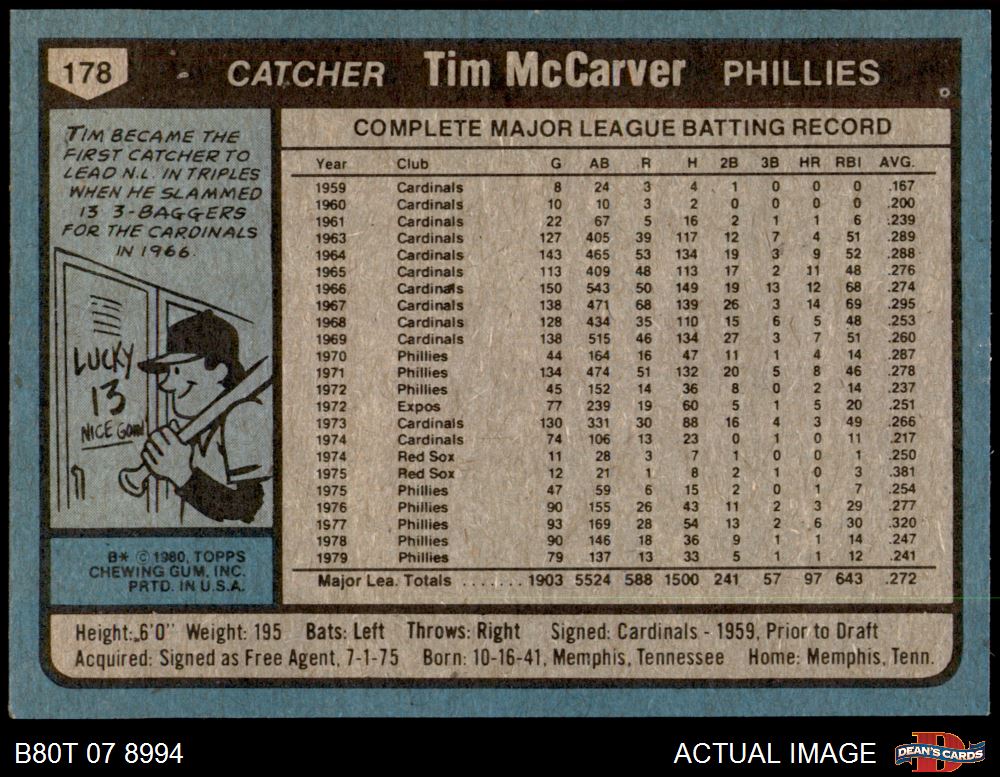 178 CATCHER Tim McCarver PHILLIES
TIM BECAME THE
FIRST CATCHER TO
LEAD N.L. IN TRIPLES
WHEN HE SLAMMED
13 3-BAGGERS
FOR THE CARDINALS
IN 1966.
LUCKY
13
NICE GOING
B* © 1980, TOPPS
CHEWING GUM, INC.
PRTD. IN U.S.A.
COMPLETE MAJOR LEAGUE BATTING RECORD
Year Club G AB R H 2B 3B HR RBI AVG.
1959 Cardinals 8 24 3 4 1 0 0 0 .167
1960 Cardinals 10 10 3 2 0 0 0 0 .200
1961 Cardinals 22 67 5 16 2 1 1 6 .239
1963 Cardinals 127 405 39 117 12 7 4 51 .289
1964 Cardinals 143 465 53 134 19 3 9 52 .288
1965 Cardinals 113 409 48 113 17 2 11 48 .276
1966 Cardinals 150 543 50 149 19 13 12 68 .274
1967 Cardinals 138 471 68 139 26 3 14 69 .295
1968 Cardinals 128 434 35 110 15 6 5 48 .253
1969 Cardinals 138 515 46 134 27 3 7 51 .260
1970 Phillies 44 164 16 47 11 1 4 14 .287
1971 Phillies 134 474 51 132 20 5 8 46 .278
1972 Phillies 45 152 14 36 8 0 2 14 .237
1972 Expos 77 239 19 60 5 1 5 20 .251
1973 Cardinals 130 331 30 88 16 4 3 49 .266
1974 Cardinals 74 106 13 23 0 1 0 11 .217
1974 Red Sox 11 28 3 7 1 0 0 1 .250
1975 Red Sox 12 21 1 8 2 1 0 3 .381
1975 Phillies 47 59 6 15 2 0 1 7 .254
1976 Phillies 90 155 26 43 11 2 3 29 .277
1977 Phillies 93 169 28 54 13 2 6 30 .320
1978 Phillies 90 146 18 36 9 1 1 14 .247
1979 Phillies 79 137 13 33 5 1 1 12 .241
Major Lea. Totals ....... 1903 5524 588 1500 241 57 97 643 .272
Height: 6'0" Weight: 195 Bats: Left Throws: Right Signed: Cardinals - 1959, Prior to Draft
Acquired: Signed as Free Agent, 7-1-75 Born: 10-16-41, Memphis, Tennessee Home: Memphis, Tenn.
B80T 07 8994 ACTUAL IMAGE D DEAN'S CARDS